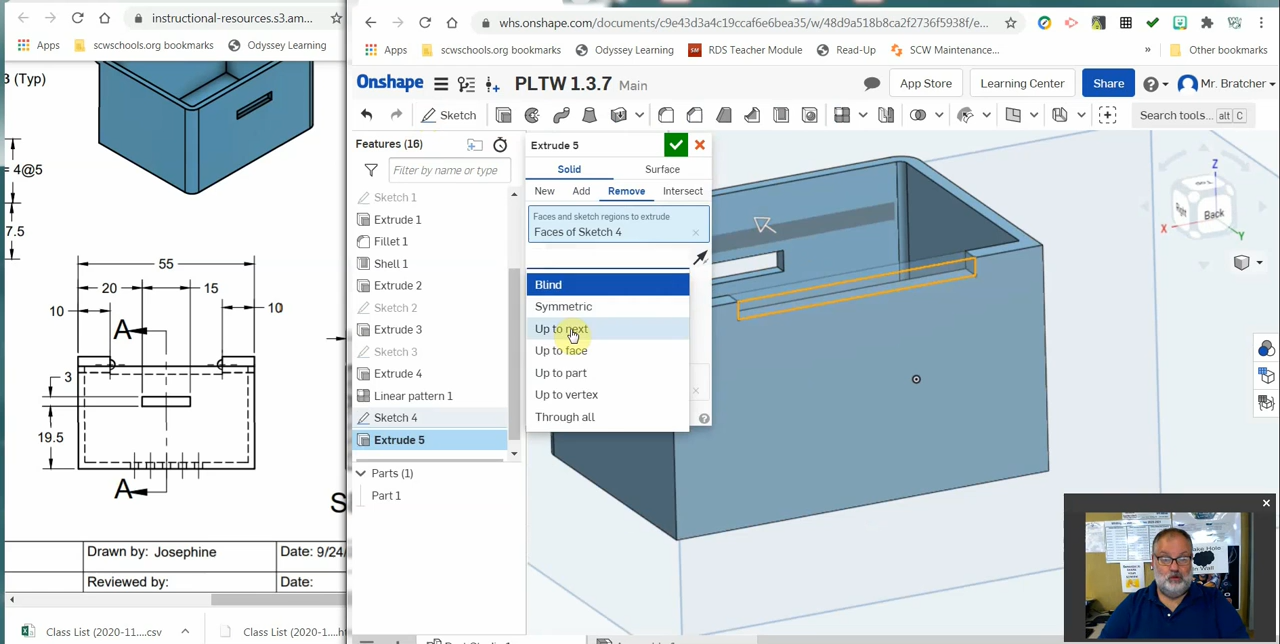 instructional-resources.s3.am...
Apps
scwschools.org bookmarks
Odyssey Learning
3 (Typ)
= 4@5
7.5
55
20
15
10
10
A
3
19.5
A
S
Drawn by: Josephine
Date: 9/24/
Reviewed by:
Date:
Class List (2020-11....csv
Class List (2020-1....ht
whs.onshape.com/documents/c9e43d3a4c19ccaf6e6bea35/w/48d9a518b8ca2f2736f5938f/e...
Apps
scwschools.org bookmarks
Odyssey Learning
RDS Teacher Module
Read-Up
SCW Maintenance...
»
Other bookmarks
Onshape
PLTW 1.3.7
Main
App Store
Learning Center
Share
Mr. Bratcher
Sketch
Search tools...
alt C
Features (16)
Filter by name or type
Sketch 1
Extrude 1
Fillet 1
Shell 1
Extrude 2
Sketch 2
Extrude 3
Sketch 3
Extrude 4
Linear pattern 1
Sketch 4
Extrude 5
Parts (1)
Part 1
Extrude 5
Solid
Surface
New
Add
Remove
Intersect
Faces and sketch regions to extrude
Faces of Sketch 4
Blind
Symmetric
Up to next
Up to face
Up to part
Up to vertex
Through all
Z
Right
Back
X
Y